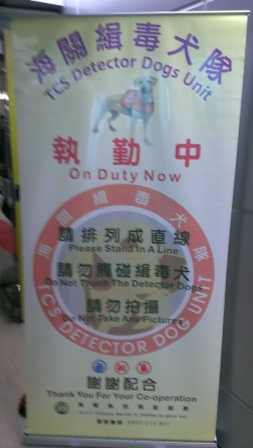 海關緝毒犬隊
TCS Detector Dogs Unit
執勤中
On Duty Now
海關緝毒犬隊
請排列成直線
Please Stand In A Line
請勿觸碰緝毒犬
Do Not Touch The Detector Dogs
請勿拍攝
Do Not Take Any Pictures
TCS DETECTOR DOG UNIT
謝謝配合
Thank You For Your Co-operation